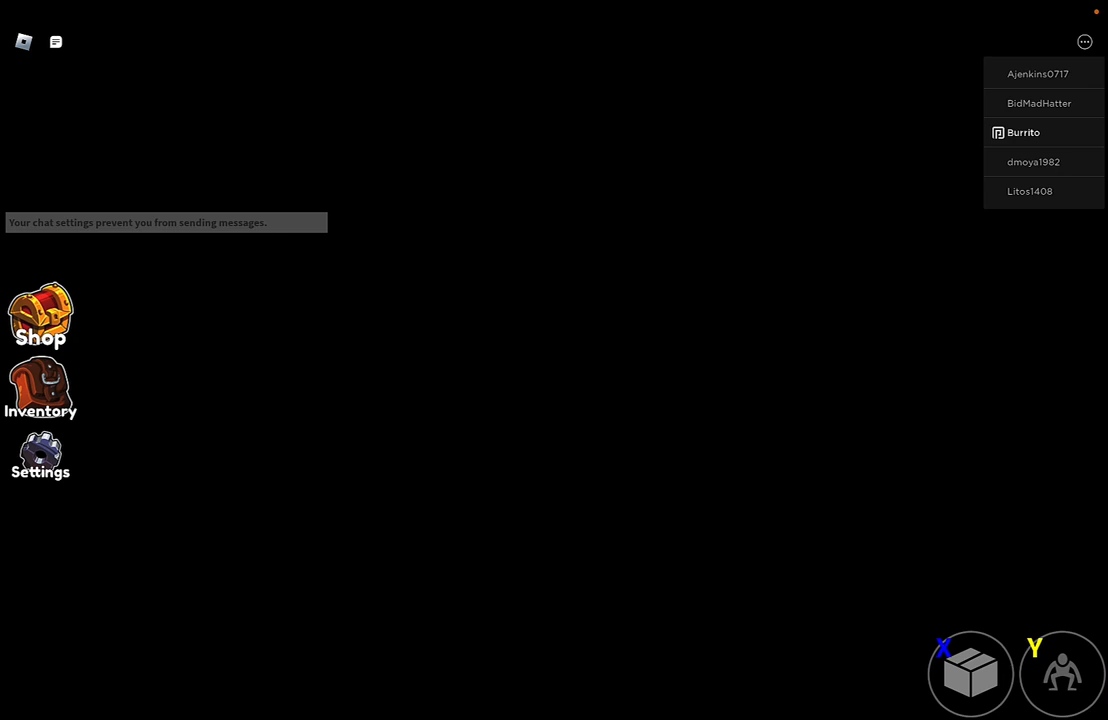 Ajenkins0717
BidMadHatter
Burrito
dmoya1982
Litos1408
Your chat settings prevent you from sending messages.
Shop
Inventory
Settings
X
Y